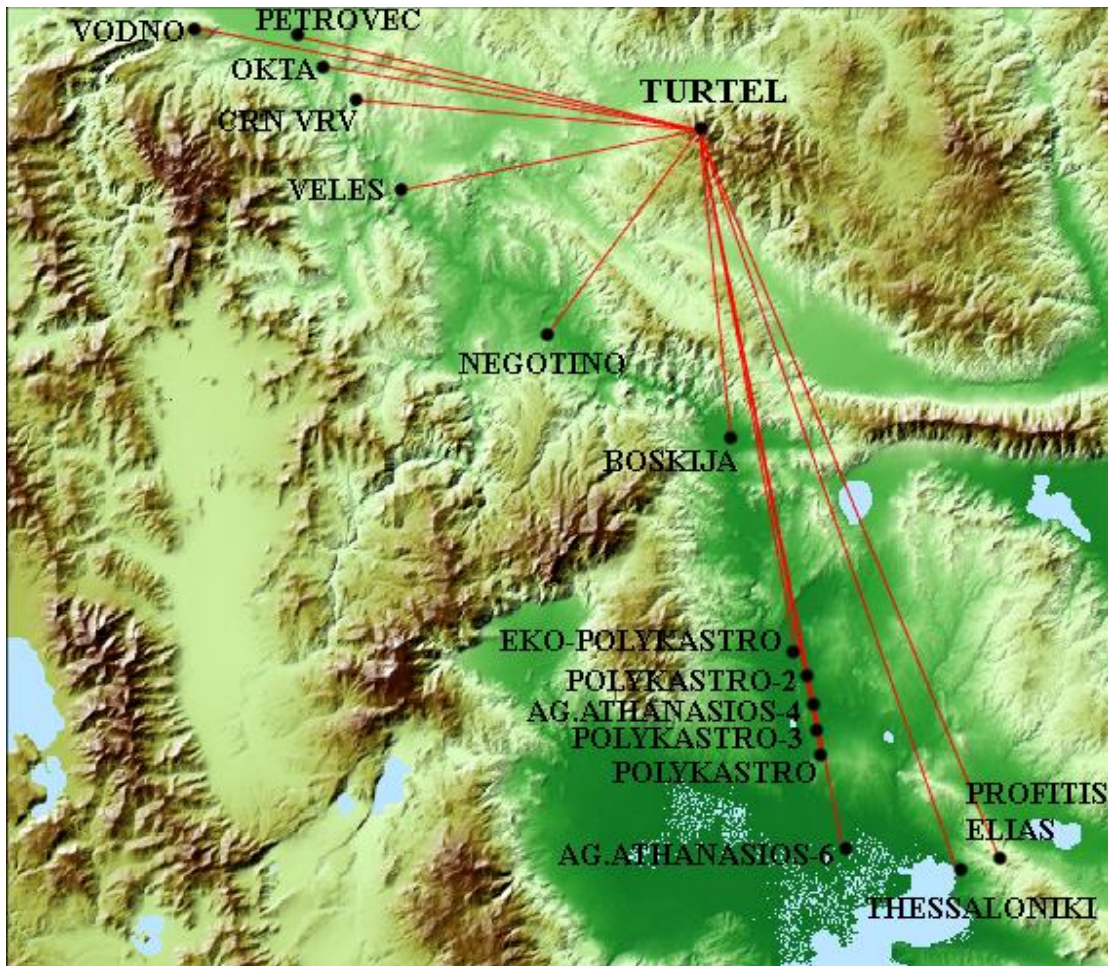 PETROVEC
VODNO
OKTA
TURTEL
CRN VRV
VELES
NEGOTINO
BOSKIJA
EKO-POLYKASTRO
POLYKASTRO-2
AG.ATHANASIOS-4
POLYKASTRO-3
POLYKASTRO
PROFITIS
ELIAS
AG.ATHANASIOS-6
THESSALONIKI